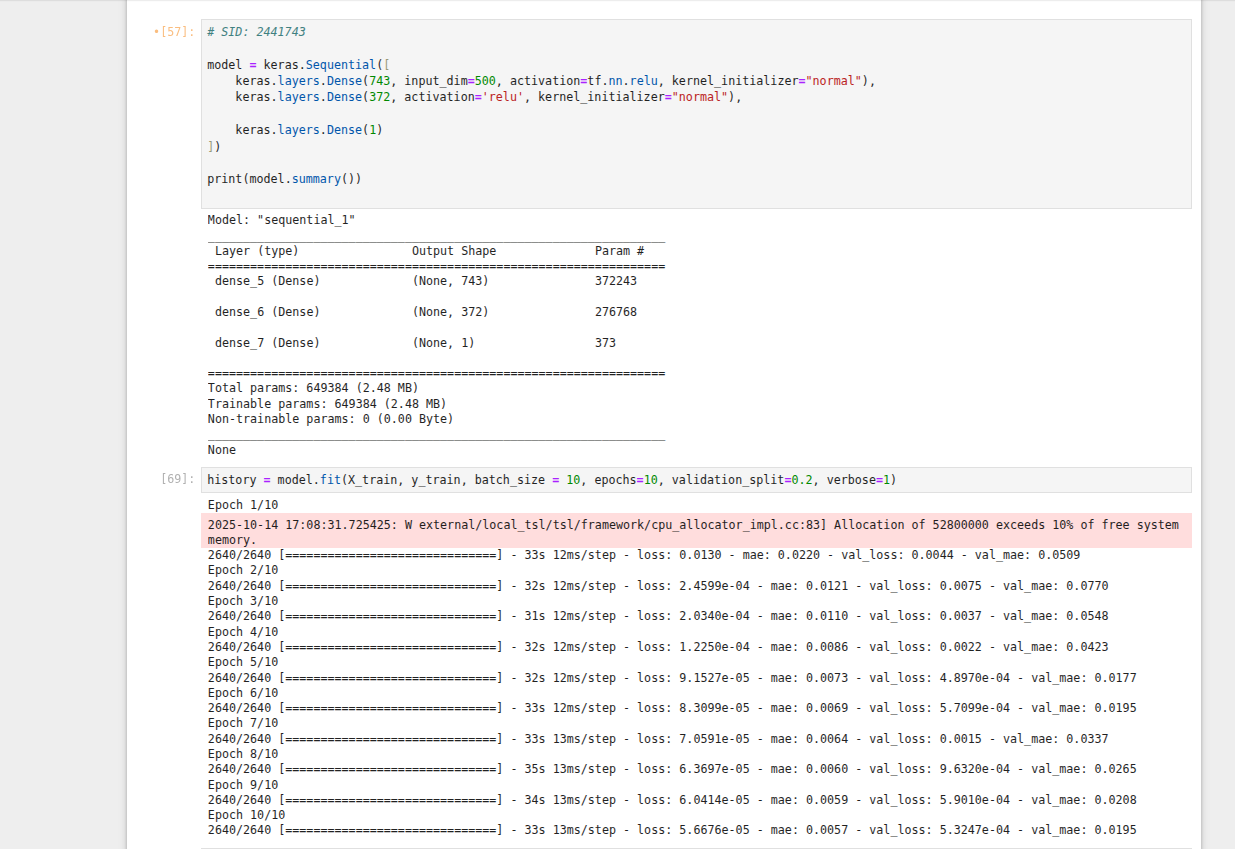 •[57]:
# SID: 2441743
model = keras.Sequential([
    keras.layers.Dense(743, input_dim=500, activation=tf.nn.relu, kernel_initializer="normal"),
    keras.layers.Dense(372, activation='relu', kernel_initializer="normal"),
    keras.layers.Dense(1)
])
print(model.summary())
Model: "sequential_1"
_________________________________________________________________
 Layer (type)                Output Shape              Param #
=================================================================
 dense_5 (Dense)             (None, 743)               372243
 dense_6 (Dense)             (None, 372)               276768
 dense_7 (Dense)             (None, 1)                 373
=================================================================
Total params: 649384 (2.48 MB)
Trainable params: 649384 (2.48 MB)
Non-trainable params: 0 (0.00 Byte)
_________________________________________________________________
None
[69]:
history = model.fit(X_train, y_train, batch_size = 10, epochs=10, validation_split=0.2, verbose=1)
Epoch 1/10
2025-10-14 17:08:31.725425: W external/local_tsl/tsl/framework/cpu_allocator_impl.cc:83] Allocation of 52800000 exceeds 10% of free system
memory.
2640/2640 [==============================] - 33s 12ms/step - loss: 0.0130 - mae: 0.0220 - val_loss: 0.0044 - val_mae: 0.0509
Epoch 2/10
2640/2640 [==============================] - 32s 12ms/step - loss: 2.4599e-04 - mae: 0.0121 - val_loss: 0.0075 - val_mae: 0.0770
Epoch 3/10
2640/2640 [==============================] - 31s 12ms/step - loss: 2.0340e-04 - mae: 0.0110 - val_loss: 0.0037 - val_mae: 0.0548
Epoch 4/10
2640/2640 [==============================] - 32s 12ms/step - loss: 1.2250e-04 - mae: 0.0086 - val_loss: 0.0022 - val_mae: 0.0423
Epoch 5/10
2640/2640 [==============================] - 32s 12ms/step - loss: 9.1527e-05 - mae: 0.0073 - val_loss: 4.8970e-04 - val_mae: 0.0177
Epoch 6/10
2640/2640 [==============================] - 33s 12ms/step - loss: 8.3099e-05 - mae: 0.0069 - val_loss: 5.7099e-04 - val_mae: 0.0195
Epoch 7/10
2640/2640 [==============================] - 33s 13ms/step - loss: 7.0591e-05 - mae: 0.0064 - val_loss: 0.0015 - val_mae: 0.0337
Epoch 8/10
2640/2640 [==============================] - 35s 13ms/step - loss: 6.3697e-05 - mae: 0.0060 - val_loss: 9.6320e-04 - val_mae: 0.0265
Epoch 9/10
2640/2640 [==============================] - 34s 13ms/step - loss: 6.0414e-05 - mae: 0.0059 - val_loss: 5.9010e-04 - val_mae: 0.0208
Epoch 10/10
2640/2640 [==============================] - 33s 13ms/step - loss: 5.6676e-05 - mae: 0.0057 - val_loss: 5.3247e-04 - val_mae: 0.0195